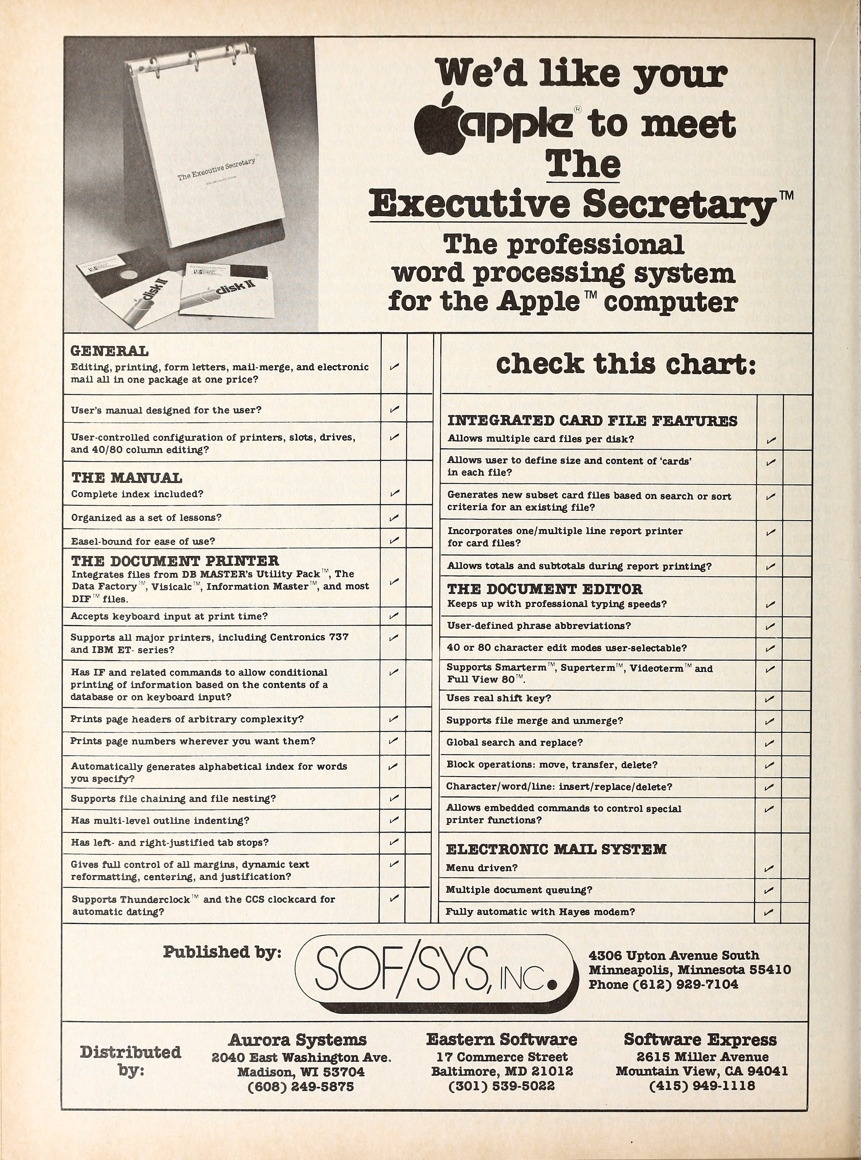 The Executive Secretary™
disk II
disk II
We'd like your
apple® to meet
The
Executive Secretary™
The professional
word processing system
for the Apple™ computer
GENERAL
Editing, printing, form letters, mail-merge, and electronic
mail all in one package at one price?
User's manual designed for the user?
User-controlled configuration of printers, slots, drives,
and 40/80 column editing?
THE MANUAL
Complete index included?
Organized as a set of lessons?
Easel-bound for ease of use?
THE DOCUMENT PRINTER
Integrates files from DB MASTER's Utility Pack™, The
Data Factory™, Visicalc™, Information Master™, and most
DIF™ files.
Accepts keyboard input at print time?
Supports all major printers, including Centronics 737
and IBM ET- series?
Has IF and related commands to allow conditional
printing of information based on the contents of a
database or on keyboard input?
Prints page headers of arbitrary complexity?
Prints page numbers wherever you want them?
Automatically generates alphabetical index for words
you specify?
Supports file chaining and file nesting?
Has multi-level outline indenting?
Has left- and right-justified tab stops?
Gives full control of all margins, dynamic text
reformatting, centering, and justification?
Supports Thunderclock™ and the CCS clockcard for
automatic dating?
check this chart:
INTEGRATED CARD FILE FEATURES
Allows multiple card files per disk?
Allows user to define size and content of 'cards'
in each file?
Generates new subset card files based on search or sort
criteria for an existing file?
Incorporates one/multiple line report printer
for card files?
Allows totals and subtotals during report printing?
THE DOCUMENT EDITOR
Keeps up with professional typing speeds?
User-defined phrase abbreviations?
40 or 80 character edit modes user-selectable?
Supports Smarterm™, Superterm™, Videoterm™ and
Full View 80™.
Uses real shift key?
Supports file merge and unmerge?
Global search and replace?
Block operations: move, transfer, delete?
Character/word/line: insert/replace/delete?
Allows embedded commands to control special
printer functions?
ELECTRONIC MAIL SYSTEM
Menu driven?
Multiple document queuing?
Fully automatic with Hayes modem?
Published by:
SOF/SYS, INC.
4306 Upton Avenue South
Minneapolis, Minnesota 55410
Phone (612) 929-7104
Distributed
by:
Aurora Systems
2040 East Washington Ave.
Madison, WI 53704
(608) 249-5875
Eastern Software
17 Commerce Street
Baltimore, MD 21012
(301) 539-5022
Software Express
2615 Miller Avenue
Mountain View, CA 94041
(415) 949-1118